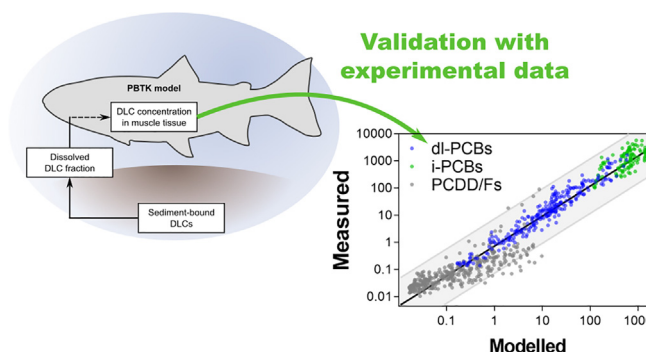 Validation with
experimental data
PBTK model
DLC concentration
in muscle tissue
Dissolved
DLC fraction
Sediment-bound
DLCs
dl-PCBs
i-PCBs
PCDD/Fs
Measured
10000
1000
100
10
1
0.1
0.01
0.1
1
10
100
1000
Modelled